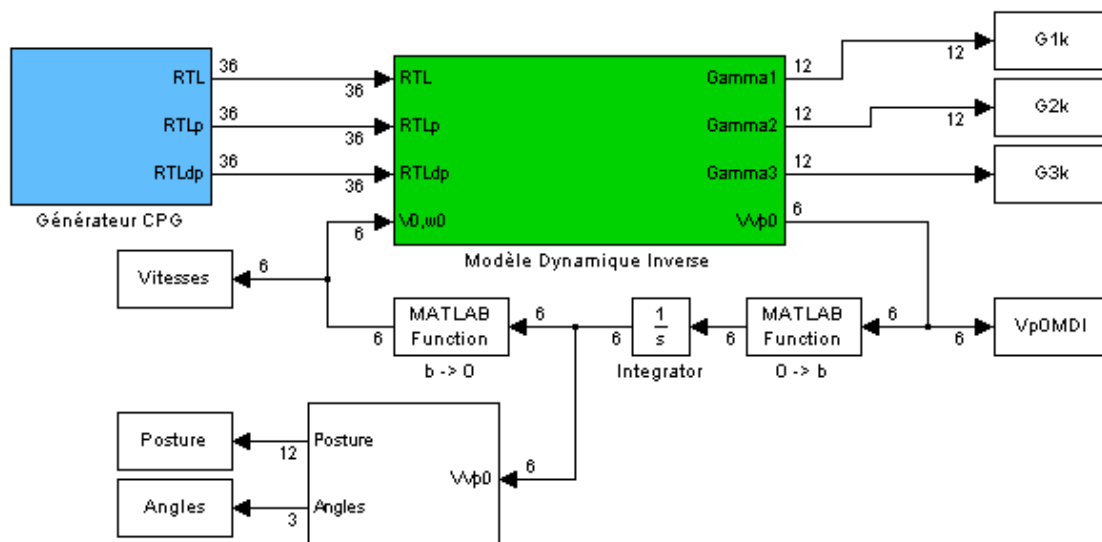 G1k
12
12
36
RTL
36
RTL
Gamma1
36
G2k
12
12
36
RTLp
36
RTLp
Gamma2
36
12
G3k
36
RTLdp
RTLdp
Gamma3
36
V0,w0
6
VVp0
6
Générateur CPG
Modèle Dynamique Inverse
Vitesses
6
MATLAB
Function
b -> 0
6
6
1
s
Integrator
6
6
MATLAB
Function
0 -> b
6
6
6
Vp0MDI
Posture
12
Posture
VVp0
6
Angles
3
Angles